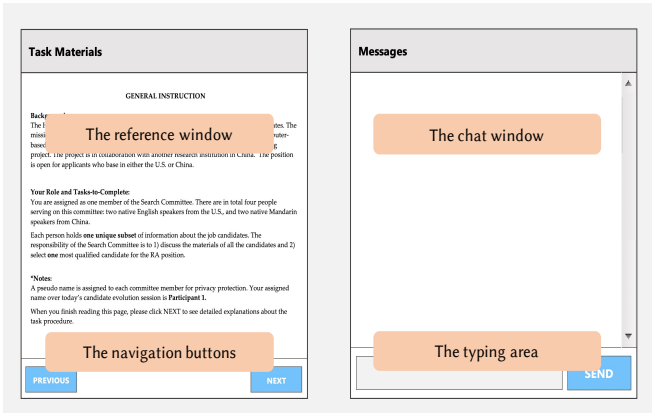 Task Materials
GENERAL INSTRUCTION
Back
The H tes. The
missi uter-
base g
project. The project is in collaboration with another research institution in China. The position
is open for applicants who base in either the U.S. or China.
The reference window
Your Role and Tasks-to-Complete:
You are assigned as one member of the Search Committee. There are in total four people
serving on this committee: two native English speakers from the U.S., and two native Mandarin
speakers from China.
Each person holds one unique subset of information about the job candidates. The
responsibility of the Search Committee is to 1) discuss the materials of all the candidates and 2)
select one most qualified candidate for the RA position.
*Notes:
A pseudo name is assigned to each committee member for privacy protection. Your assigned
name over today's candidate evolution session is Participant 1.
When you finish reading this page, please click NEXT to see detailed explanations about the
task procedure.
The navigation buttons
PREVIOUS
NEXT
Messages
The chat window
The typing area
SEND